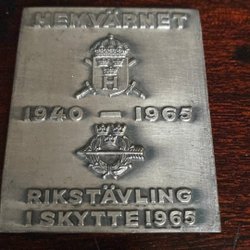 HEMVÄRNET
1940 – 1965
RIKSTÄVLING
I SKYTTE 1965